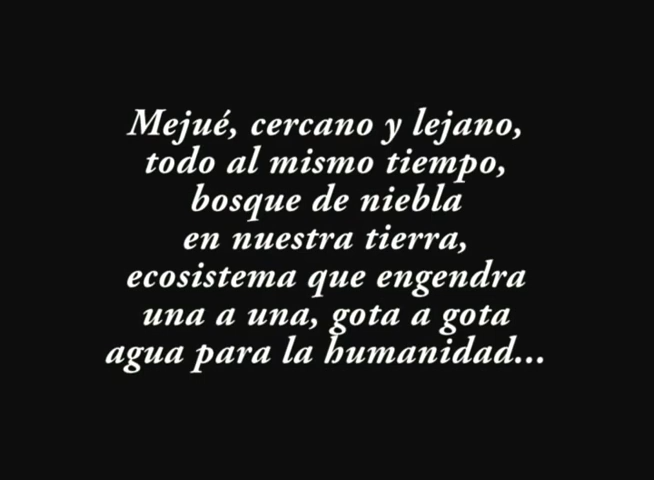 Mejué, cercano y lejano,
todo al mismo tiempo,
bosque de niebla
en nuestra tierra,
ecosistema que engendra
una a una, gota a gota
agua para la humanidad...